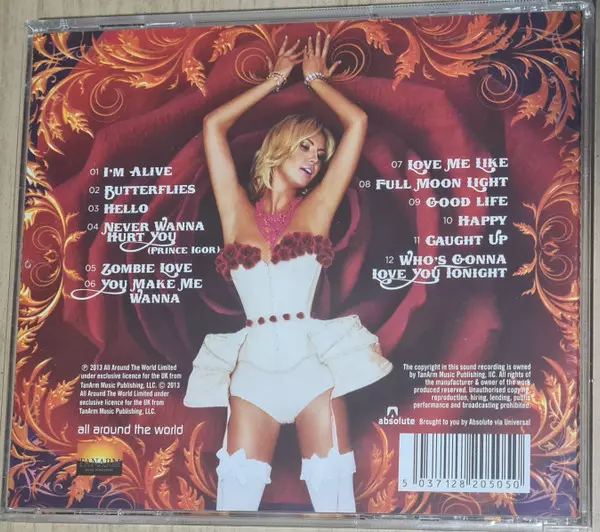 01 I'm Alive
02 Butterflies
03 Hello
04 Never Wanna
Hurt You
(Prince Igor)
05 Zombie Love
06 You Make Me
Wanna
07 Love Me Like
08 Full Moon Light
09 Good Life
10 Happy
11 Caught Up
12 Who's Gonna
Love You Tonight
℗ 2013 All Around The World Limited
under exclusive licence for the UK from
TanArm Music Publishing, LLC. © 2013
All Around The World Limited under
exclusive licence for the UK from
TanArm Music Publishing, LLC.
all around the world
TANARM
The copyright in this sound recording is owned by
TanArm Music Publishing, llC. All rights of
the manufacturer & owner of the work
produced reserved. Unauthorised copying,
reproduction, hiring, lending, public
performance and broadcasting prohibited.
absolute
Brought to you by Absolute via Universal
5 037128 205050